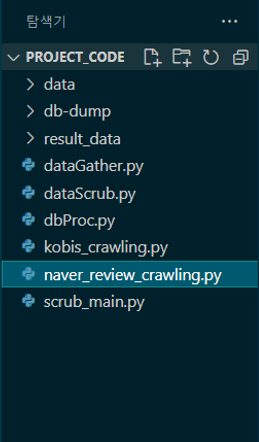 탐색기
PROJECT_CODE
data
db-dump
result_data
dataGather.py
dataScrub.py
dbProc.py
kobis_crawling.py
naver_review_crawling.py
scrub_main.py